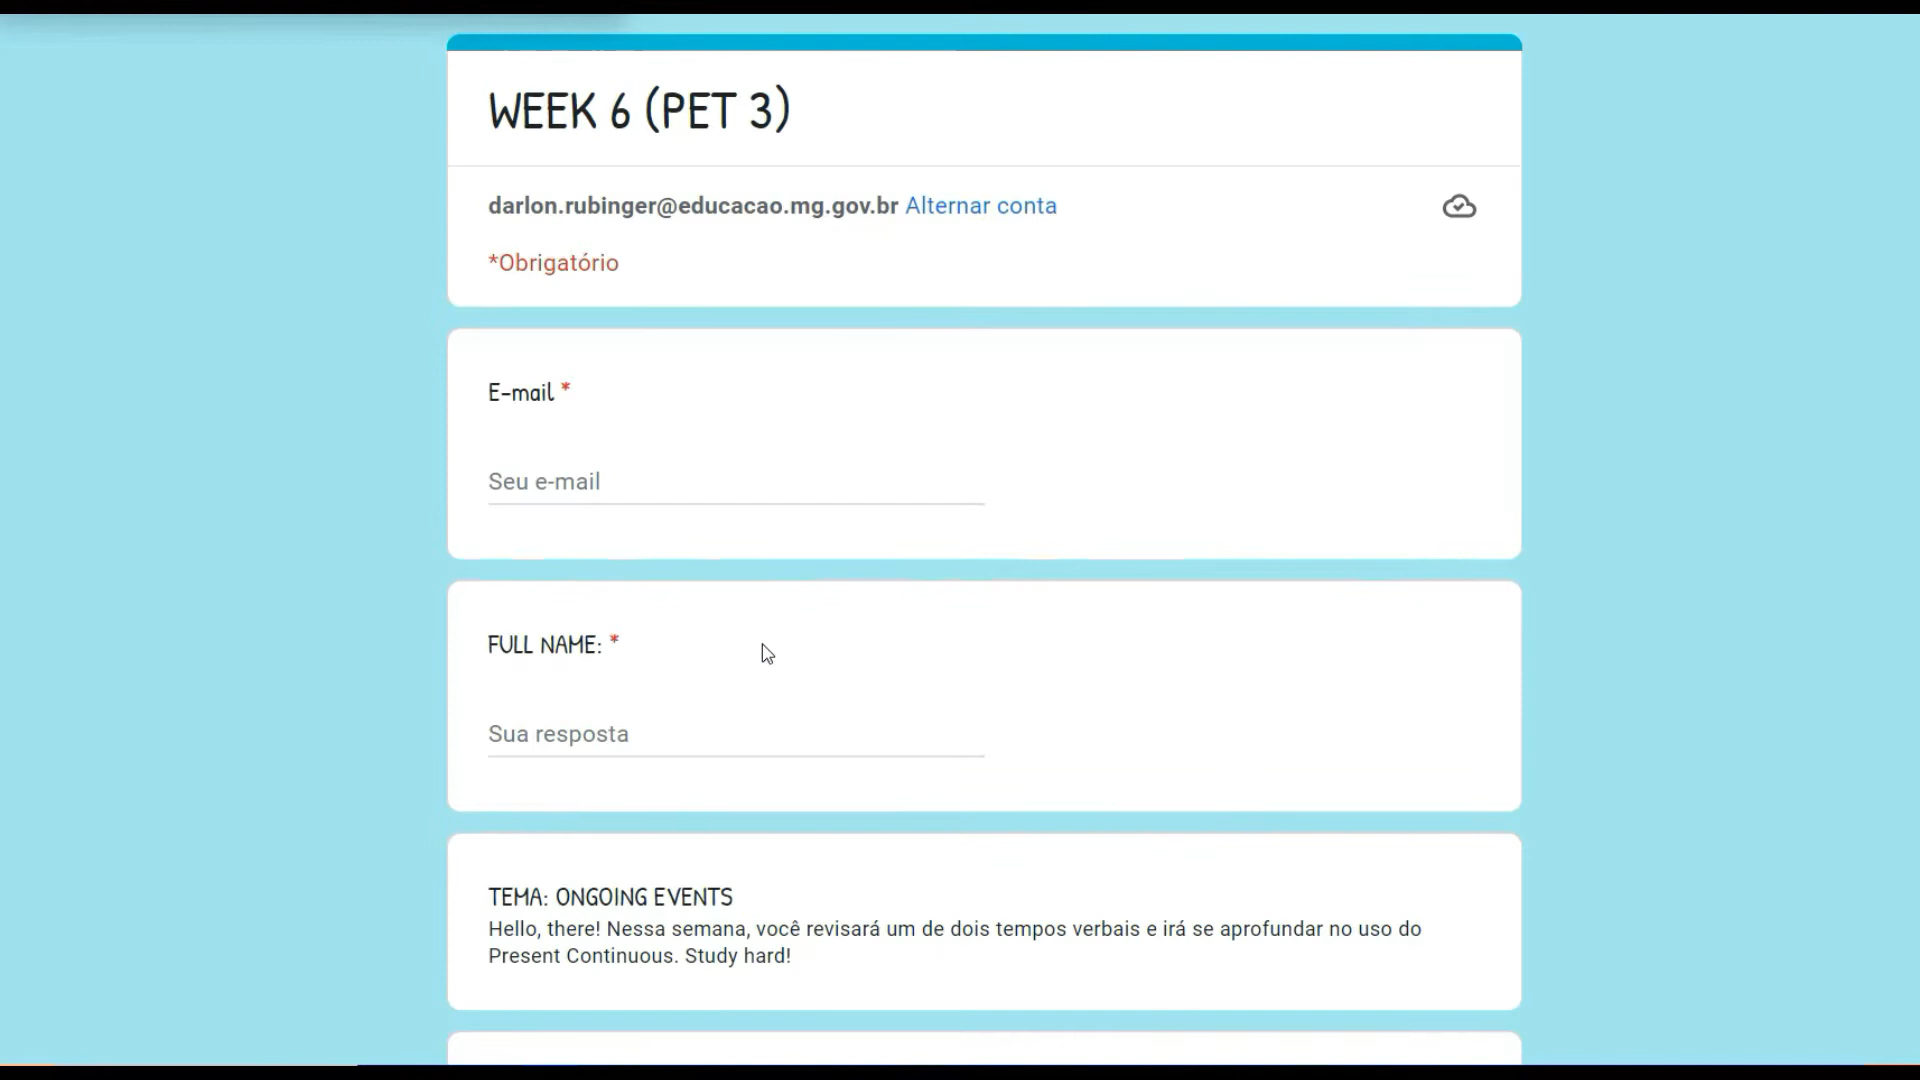 WEEK 6 (PET 3)
darlon.rubinger@educacao.mg.gov.br Alternar conta
*Obrigatório
E-mail *
Seu e-mail
FULL NAME: *
Sua resposta
TEMA: ONGOING EVENTS
Hello, there! Nessa semana, você revisará um de dois tempos verbais e irá se aprofundar no uso do
Present Continuous. Study hard!